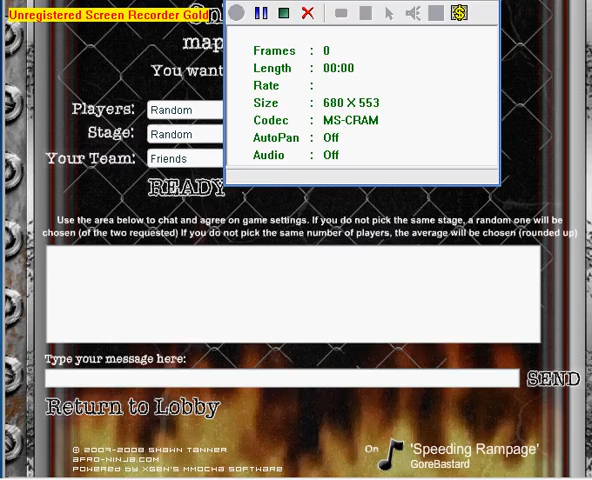 Unregistered Screen Recorder Gold
map
You want
Frames : 0
Length : 00:00
Rate :
Size : 680 X 553
Codec : MS-CRAM
AutoPan : Off
Audio : Off
Players: Random
Stage: Random
Your Team: Friends
READY
Use the area below to chat and agree on game settings. If you do not pick the same stage, a random one will be
chosen (of the two requested) If you do not pick the same number of players, the average will be chosen (rounded up)
Type your message here:
SEND
Return to Lobby
© 2007-2008 Shawn Tanner
Afro-Ninja.com
Powered by XGen's MMOcha software
On 'Speeding Rampage'
GoreBastard